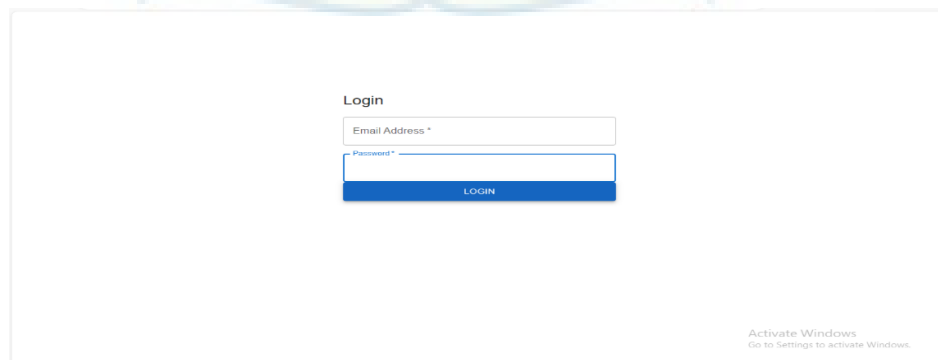 Login
Email Address *
Password *
LOGIN
Activate Windows
Go to Settings to activate Windows.